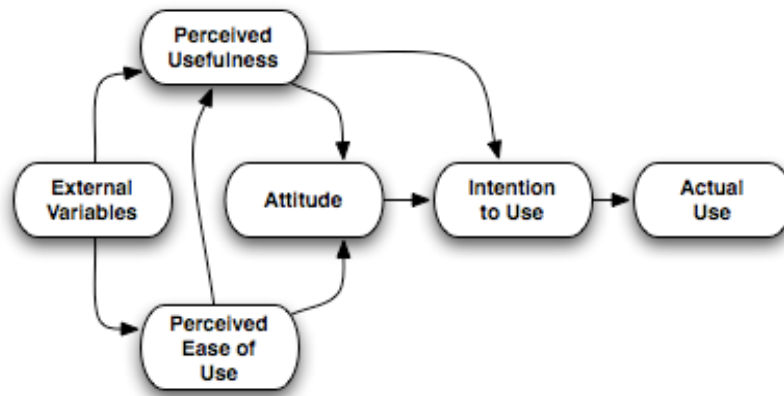 Perceived
Usefulness
External
Variables
Attitude
Intention
to Use
Actual
Use
Perceived
Ease of
Use